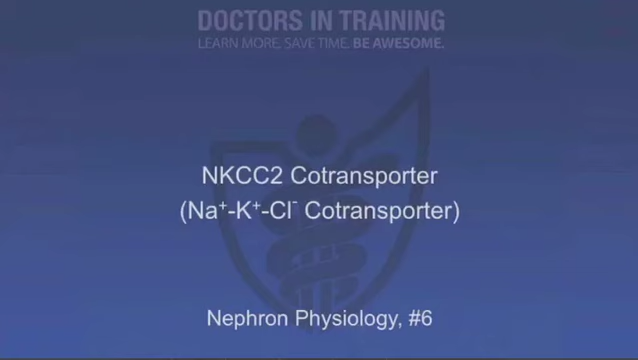 DOCTORS IN TRAINING
LEARN MORE. SAVE TIME. BE AWESOME.
NKCC2 Cotransporter
(Na⁺-K⁺-Cl⁻ Cotransporter)
Nephron Physiology, #6